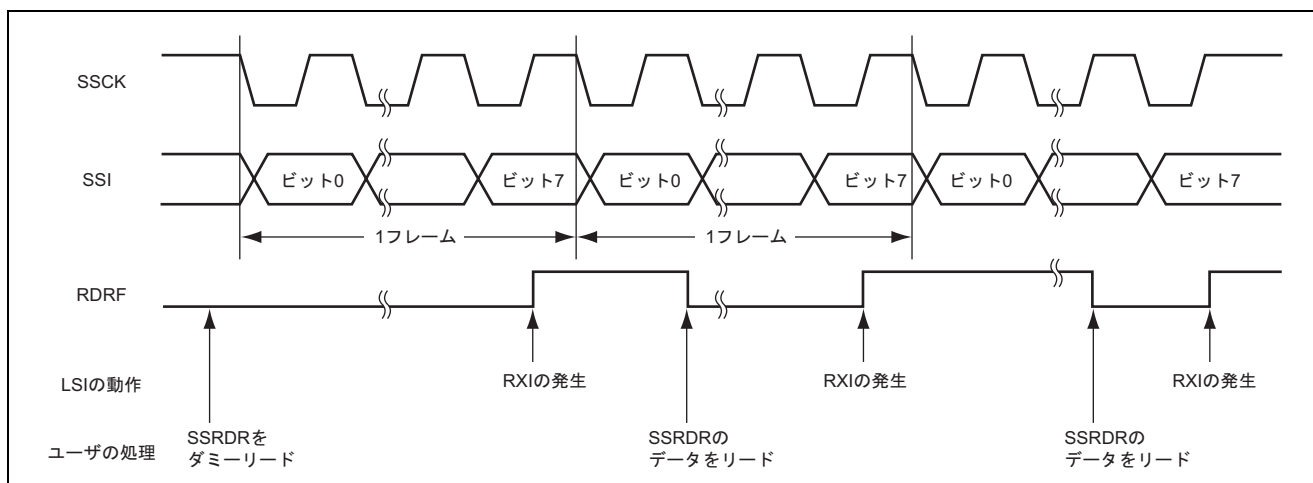 SSCK
SSI
ビット0
ビット7
ビット0
ビット7
ビット0
ビット7
1フレーム
1フレーム
RDRF
LSIの動作
RXIの発生
RXIの発生
RXIの発生
ユーザの処理
SSRDRを
ダミーリード
SSRDRの
データをリード
SSRDRの
データをリード